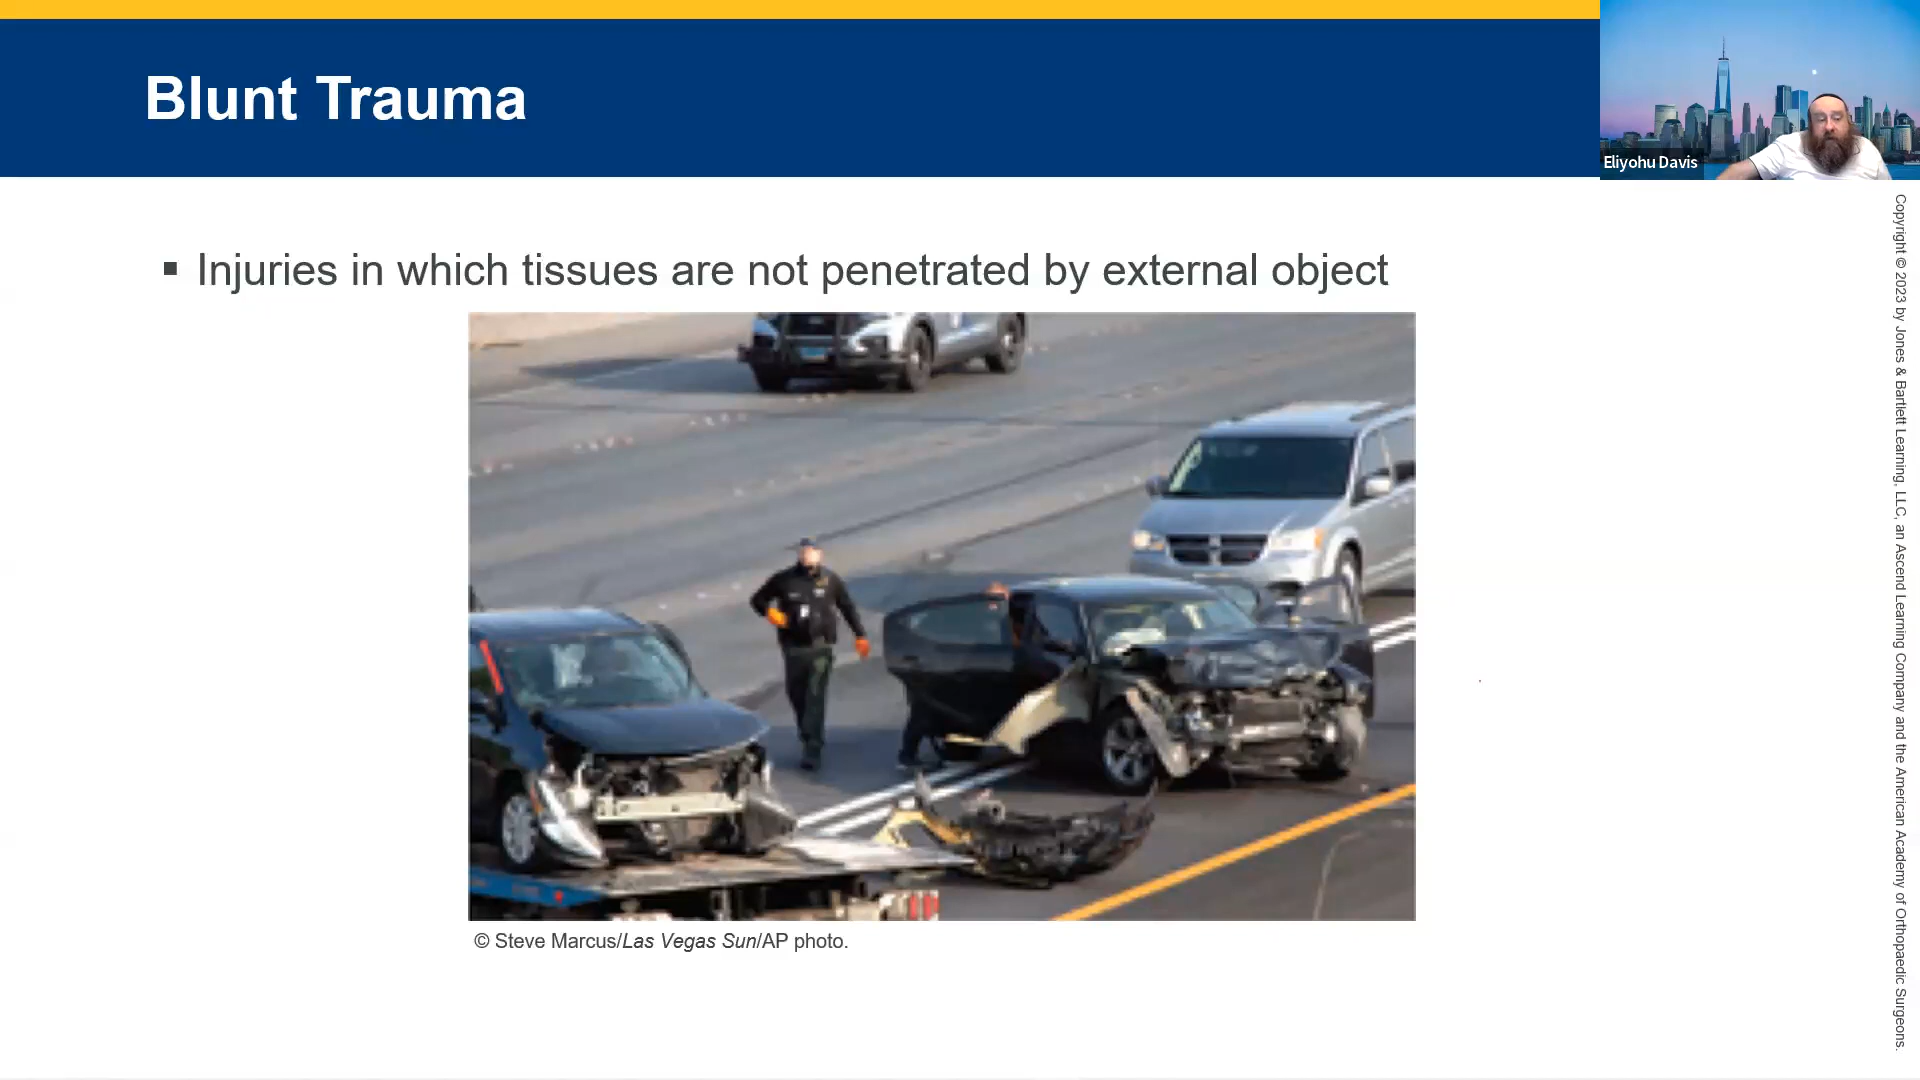 Blunt Trauma
Eliyohu Davis
▪ Injuries in which tissues are not penetrated by external object
© Steve Marcus/Las Vegas Sun/AP photo.
Copyright © 2023 by Jones & Bartlett Learning, LLC, an Ascend Learning Company and the American Academy of Orthopaedic Surgeons.